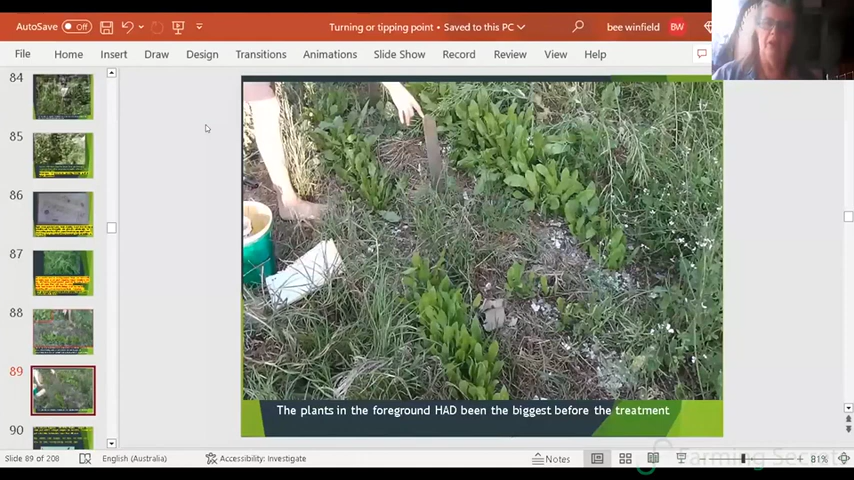 AutoSave Off
Turning or tipping point • Saved to this PC
bee winfield BW
File Home Insert Draw Design Transitions Animations Slide Show Record Review View Help
84
85
86
87
88
89
90
The plants in the foreground HAD been the biggest before the treatment
Slide 89 of 208 English (Australia) Accessibility: Investigate Notes 81%